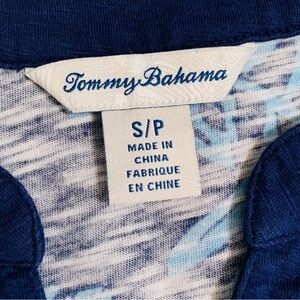 Tommy Bahama
S/P
MADE IN
CHINA
FABRIQUE
EN CHINE